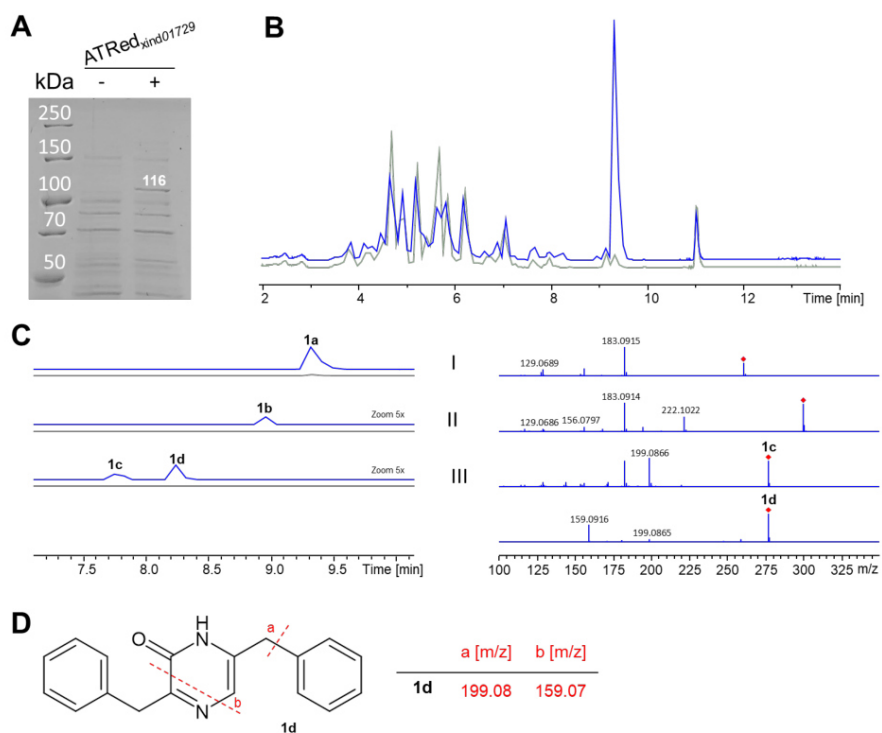 A
ATRed xind01729
kDa - +
250
150
116
100
70
50
B
2 4 6 8 10 12 Time [min]
C
1a
1b
Zoom 5x
1c 1d
Zoom 5x
7.5 8.0 8.5 9.0 9.5 Time [min]
I
129.0689 183.0915
II
129.0686 156.0797 183.0914 222.1022
III
199.0866 1c
1d
159.0916 199.0865
100 125 150 175 200 225 250 275 300 325 m/z
D
O H N a
N b
1d
a [m/z] b [m/z]
1d 199.08 159.07